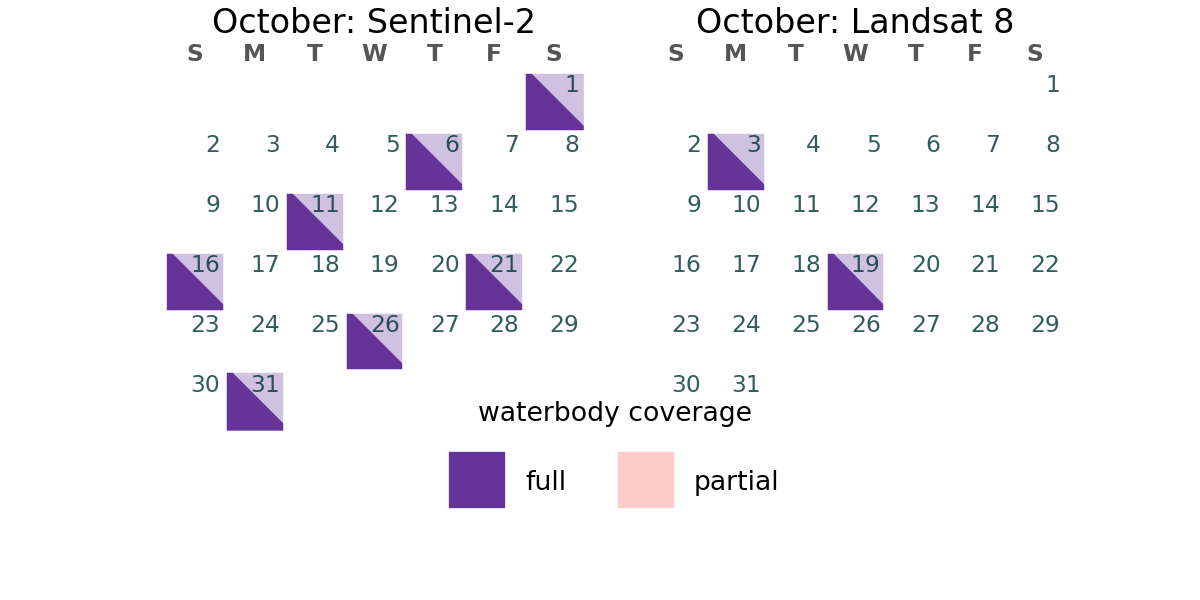 October: Sentinel-2
S M T W T F S
1
2 3 4 5 6 7 8
9 10 11 12 13 14 15
16 17 18 19 20 21 22
23 24 25 26 27 28 29
30 31
October: Landsat 8
S M T W T F S
1
2 3 4 5 6 7 8
9 10 11 12 13 14 15
16 17 18 19 20 21 22
23 24 25 26 27 28 29
30 31
waterbody coverage
full partial